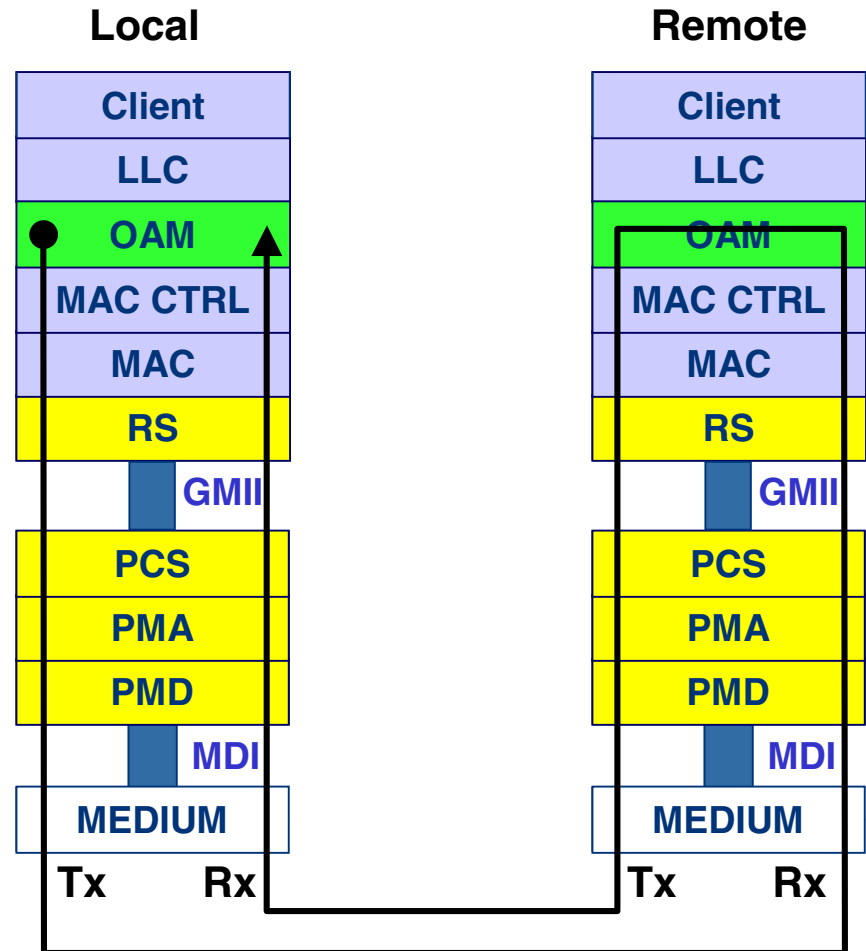 Local
Client
LLC
OAM
MAC CTRL
MAC
RS
GMII
PCS
PMA
PMD
MDI
MEDIUM
Tx Rx
Remote
Client
LLC
OAM
MAC CTRL
MAC
RS
GMII
PCS
PMA
PMD
MDI
MEDIUM
Tx Rx